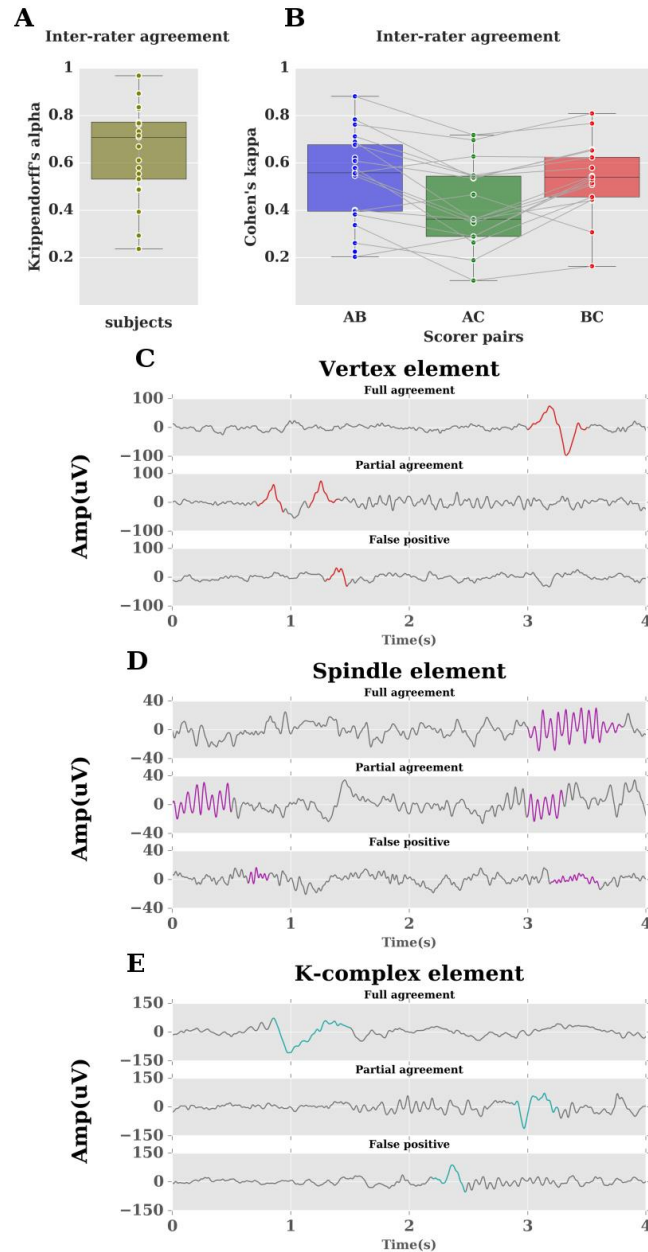 A
Inter-rater agreement
Krippendorff's alpha
1
0.8
0.6
0.4
0.2
subjects
B
Inter-rater agreement
Cohen's kappa
1
0.8
0.6
0.4
0.2
AB AC BC
Scorer pairs
C
Vertex element
Amp(uV)
Full agreement
100
0
−100
Partial agreement
100
0
−100
False positive
100
0
−100
0 1 2 3 4
Time(s)
D
Spindle element
Amp(uV)
Full agreement
40
0
−40
Partial agreement
40
0
−40
False positive
40
0
−40
0 1 2 3 4
Time(s)
E
K-complex element
Amp(uV)
Full agreement
150
0
−150
Partial agreement
150
0
−150
False positive
150
0
−150
0 1 2 3 4
Time(s)